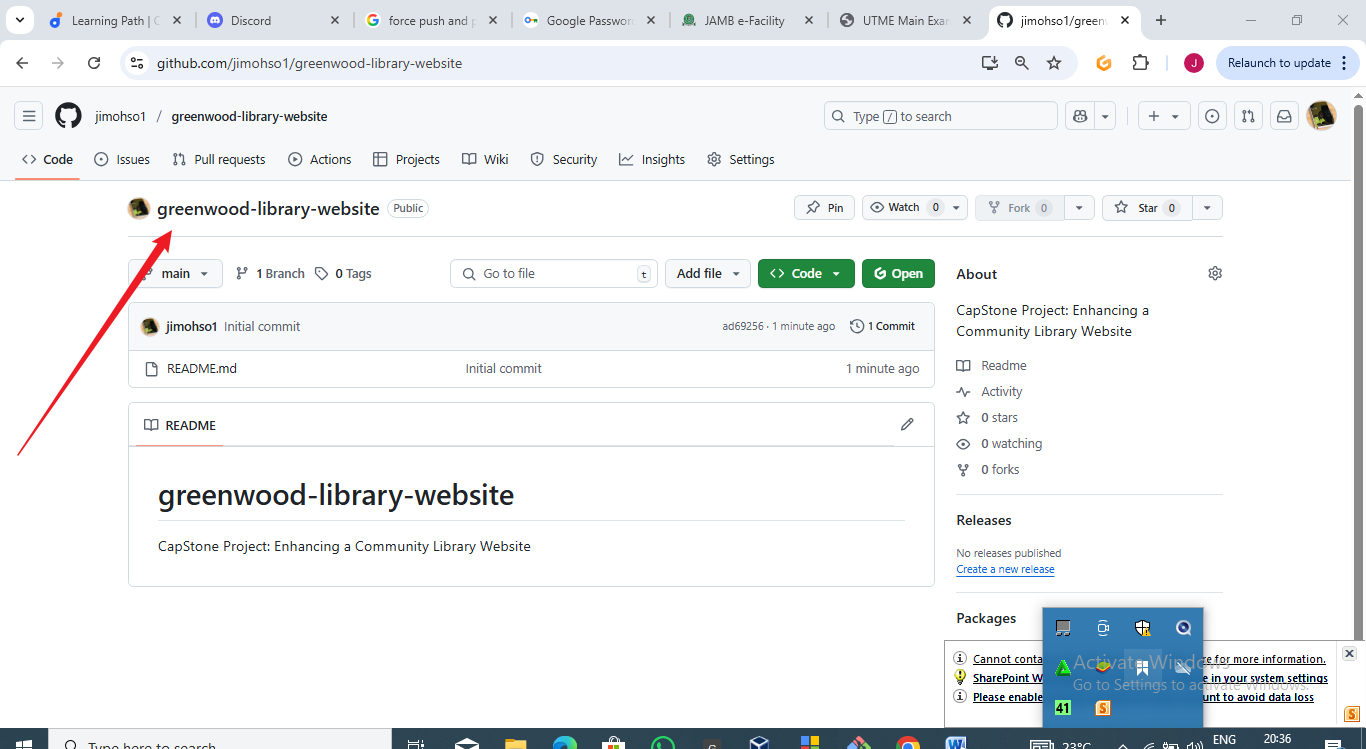 Learning Path | C
Discord
force push and p
Google Password
JAMB e-Facility
UTME Main Exan
jimohso1/greenw
github.com/jimohso1/greenwood-library-website
J
Relaunch to update
jimohso1 / greenwood-library-website
Type / to search
Code
Issues
Pull requests
Actions
Projects
Wiki
Security
Insights
Settings
greenwood-library-website
Public
Pin
Watch 0
Fork 0
Star 0
main
1 Branch
0 Tags
Go to file
t
Add file
Code
Open
jimohso1 Initial commit
ad69256 · 1 minute ago
1 Commit
README.md
Initial commit
1 minute ago
README
greenwood-library-website
CapStone Project: Enhancing a Community Library Website
About
CapStone Project: Enhancing a
Community Library Website
Readme
Activity
0 stars
0 watching
0 forks
Releases
No releases published
Create a new release
Packages
Cannot conta
re for more information.
SharePoint W
e in your system settings
Please enable
unt to avoid data loss
Activate Windows
Go to Settings to activate Windows.
41
S
Type here to search
23°C
ENG
20:36